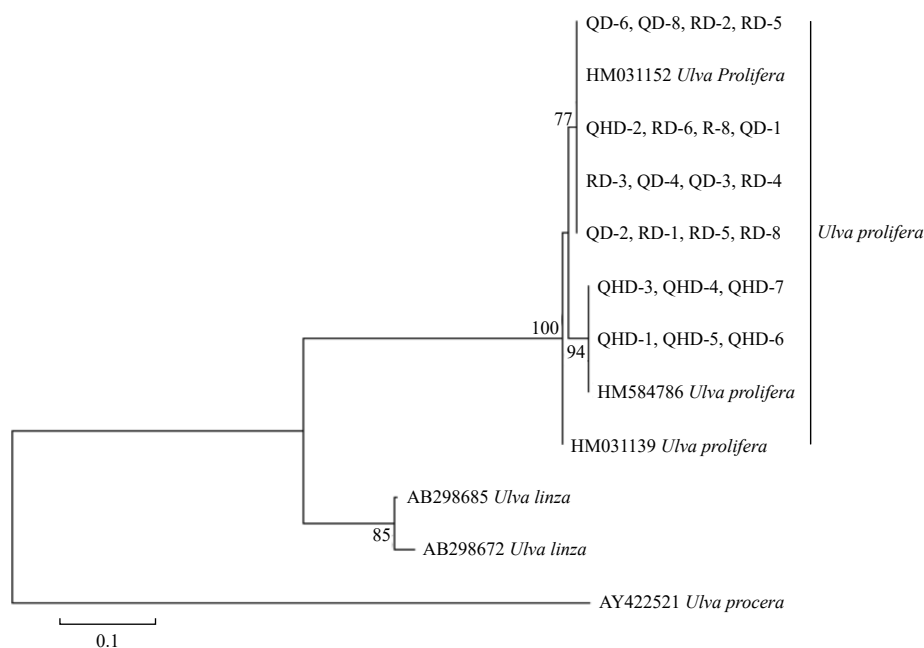 QD-6, QD-8, RD-2, RD-5
HM031152 Ulva Prolifera
77
QHD-2, RD-6, R-8, QD-1
RD-3, QD-4, QD-3, RD-4
QD-2, RD-1, RD-5, RD-8
Ulva prolifera
QHD-3, QHD-4, QHD-7
100
QHD-1, QHD-5, QHD-6
94
HM584786 Ulva prolifera
HM031139 Ulva prolifera
AB298685 Ulva linza
85
AB298672 Ulva linza
AY422521 Ulva procera
0.1